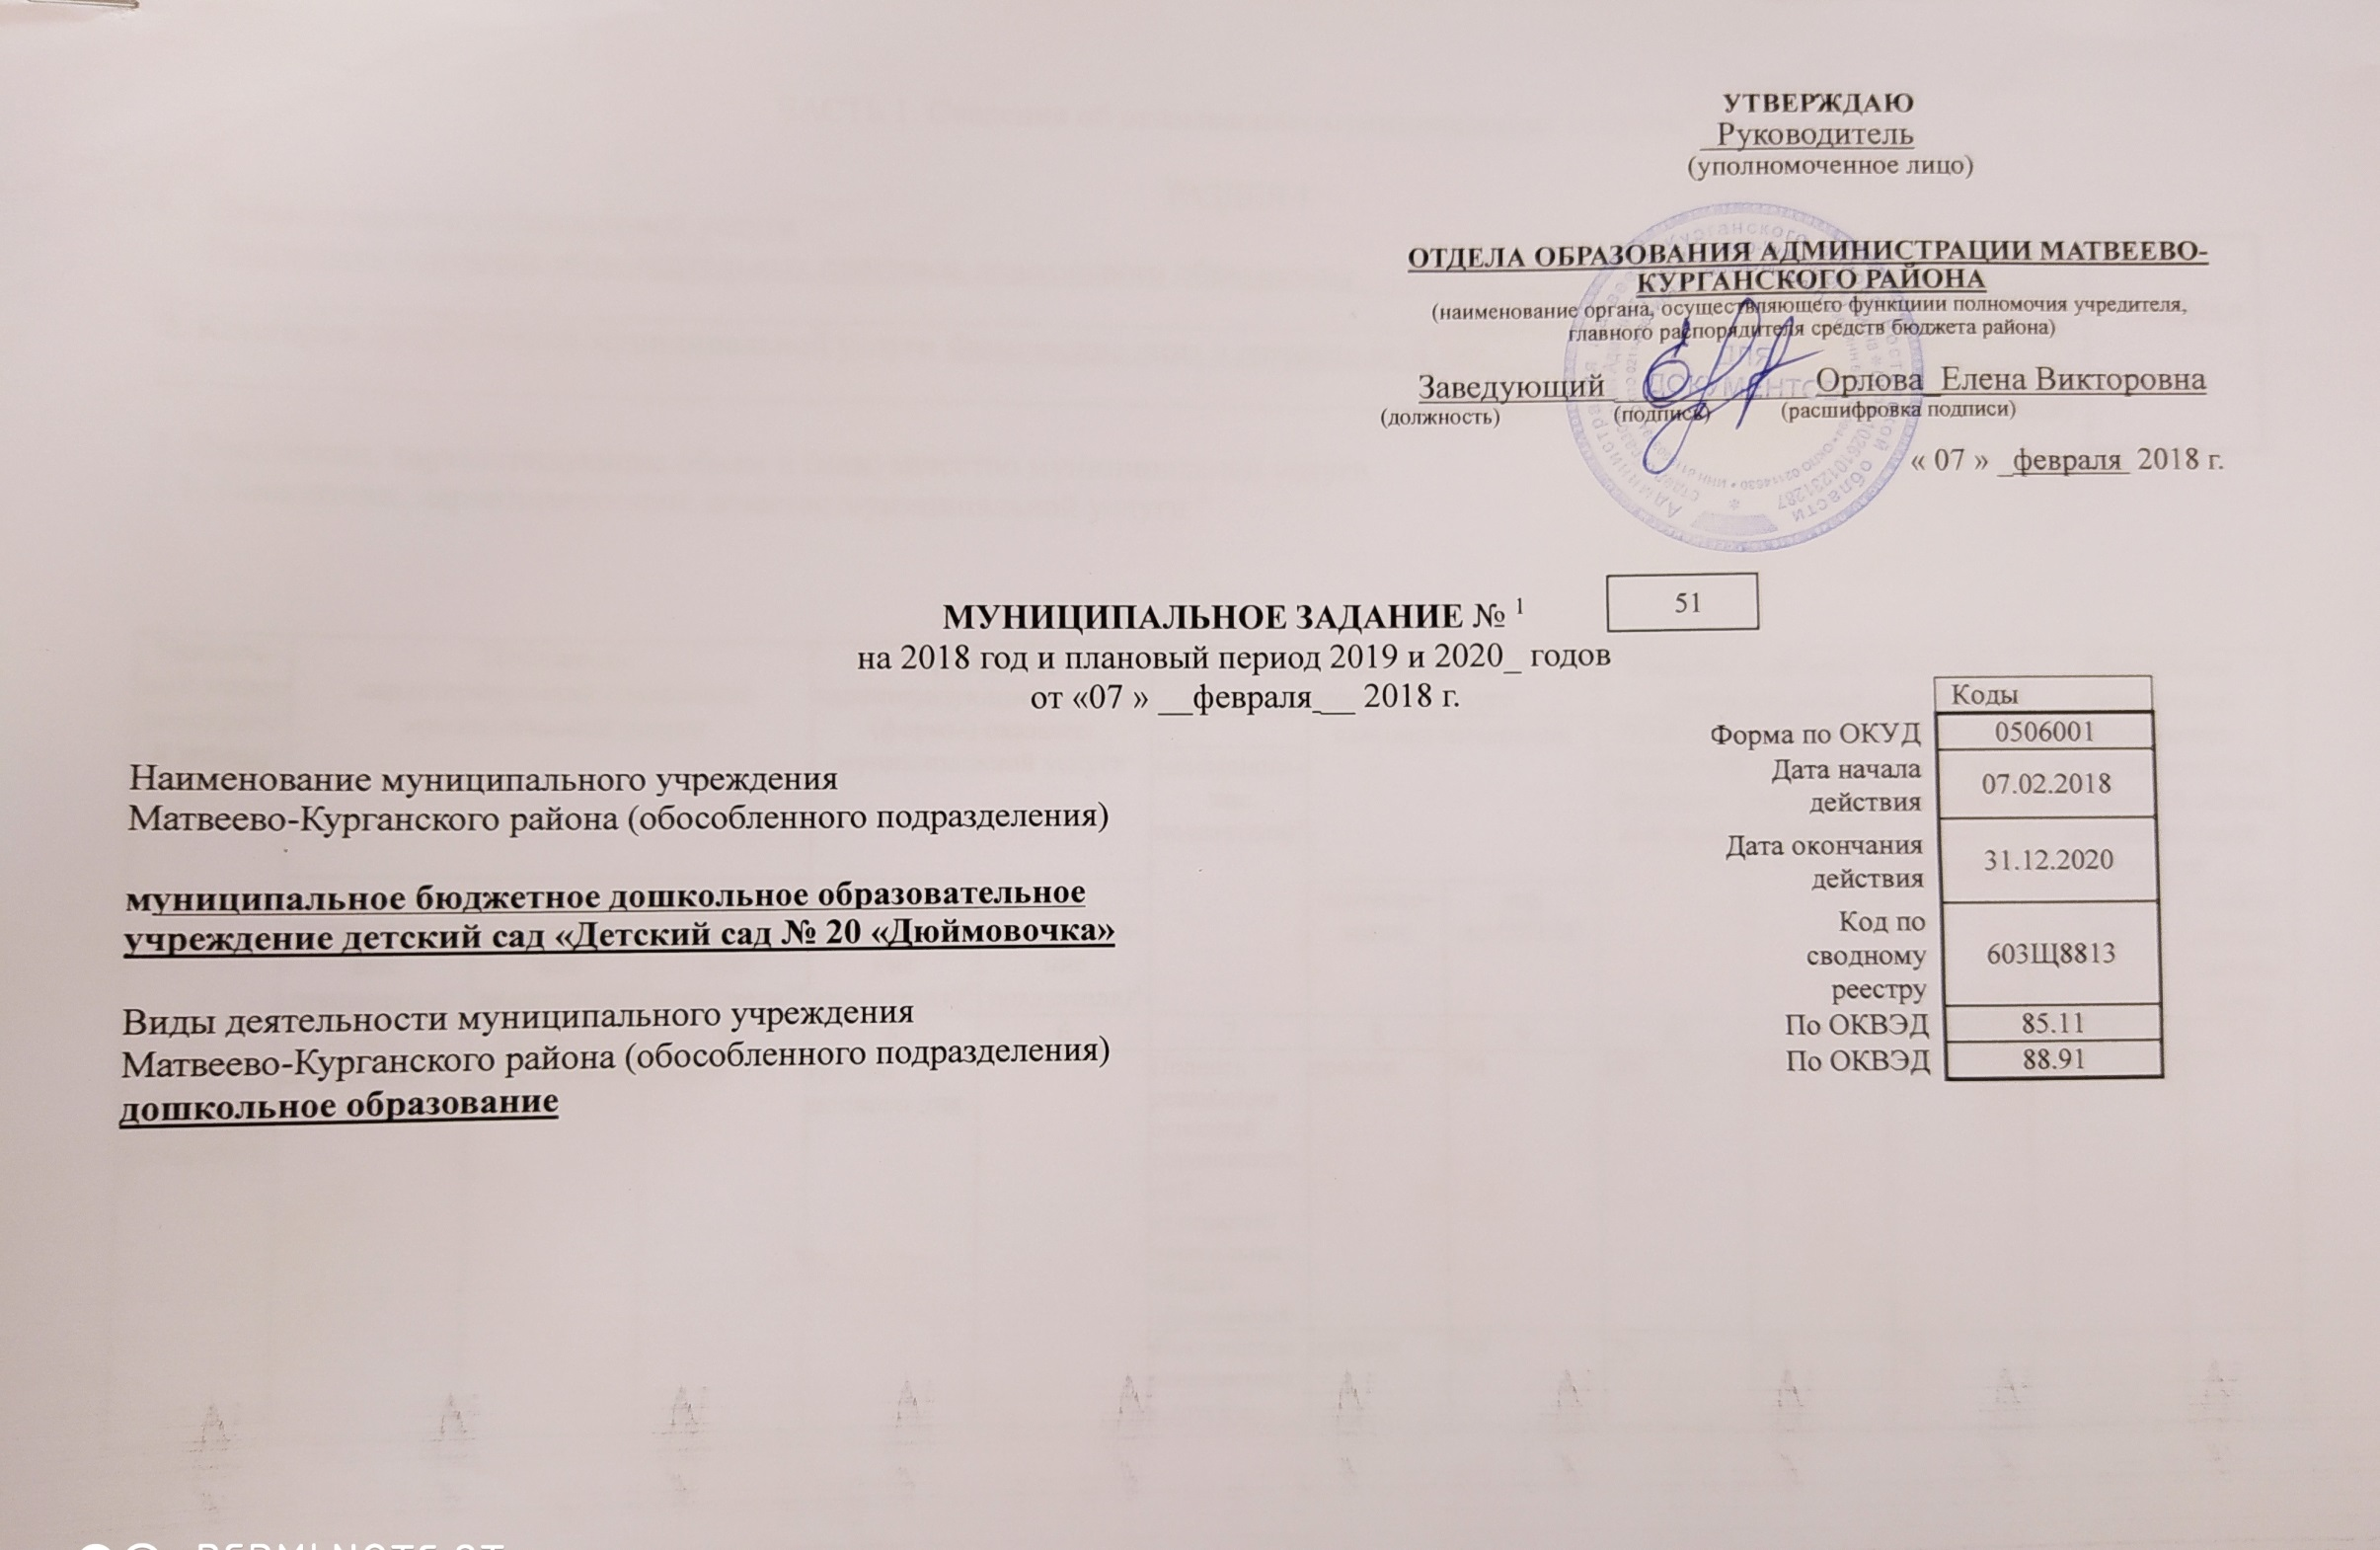 УТВЕРЖДАЮ
Руководитель
(уполномоченное лицо)
ОТДЕЛА ОБРАЗОВАНИЯ АДМИНИСТРАЦИИ МАТВЕЕВО-
КУРГАНСКОГО РАЙОНА
(наименование органа, осуществляющего функциии полномочия учредителя,
главного распорядителя средств бюджета района)
Заведующий Орлова_Елена Викторовна
(должность) (подпись) (расшифровка подписи)
« 07 » _февраля_ 2018 г.
ДЛЯ
ДОКУМЕНТО
МУНИЦИПАЛЬНОЕ ЗАДАНИЕ № 1
51
на 2018 год и плановый период 2019 и 2020_ годов
от «07 » __февраля___ 2018 г.
Коды
Форма по ОКУД 0506001
Дата начала
действия
07.02.2018
Дата окончания
действия
31.12.2020
Код по
сводному
реестру
603Щ8813
По ОКВЭД 85.11
По ОКВЭД 88.91
Наименование муниципального учреждения
Матвеево-Курганского района (обособленного подразделения)
муниципальное бюджетное дошкольное образовательное
учреждение детский сад «Детский сад № 20 «Дюймовочка»
Виды деятельности муниципального учреждения
Матвеево-Курганского района (обособленного подразделения)
дошкольное образование